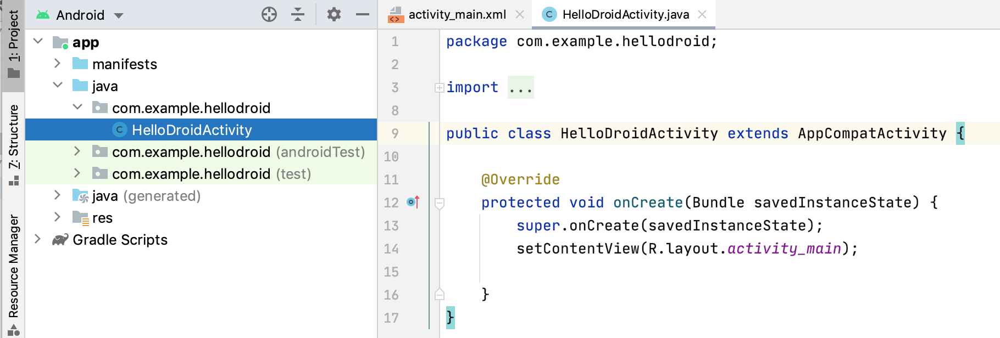 1: Project
7: Structure
Resource Manager
Android
app
manifests
java
com.example.hellodroid
C HelloDroidActivity
com.example.hellodroid (androidTest)
com.example.hellodroid (test)
java (generated)
res
Gradle Scripts
<> activity_main.xml
C HelloDroidActivity.java
1 package com.example.hellodroid;
2
3 import ...
8
9 public class HelloDroidActivity extends AppCompatActivity {
10
11 @Override
12 protected void onCreate(Bundle savedInstanceState) {
13 super.onCreate(savedInstanceState);
14 setContentView(R.layout.activity_main);
15
16 }
17 }